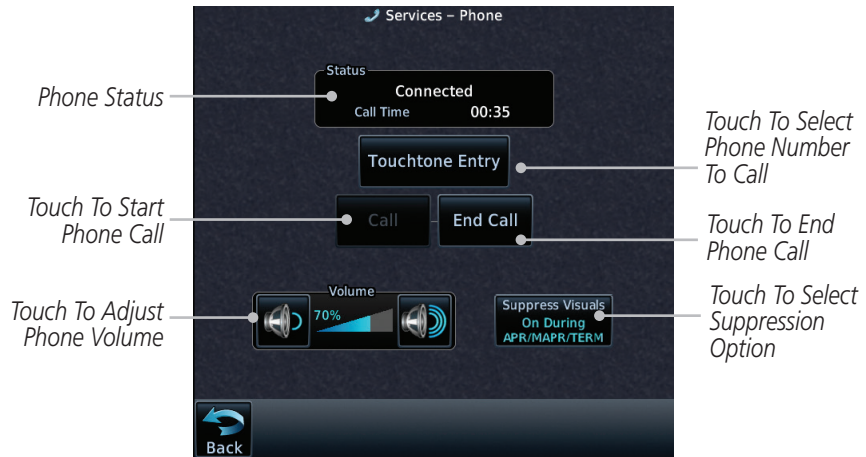 Services – Phone
Status
Connected
Call Time 00:35
Phone Status
Touchtone Entry
Touch To Select
Phone Number
To Call
Touch To Start
Phone Call
Call
End Call
Touch To End
Phone Call
Touch To Adjust
Phone Volume
Volume
70%
Suppress Visuals
On During
APR/MAPR/TERM
Touch To Select
Suppression
Option
Back